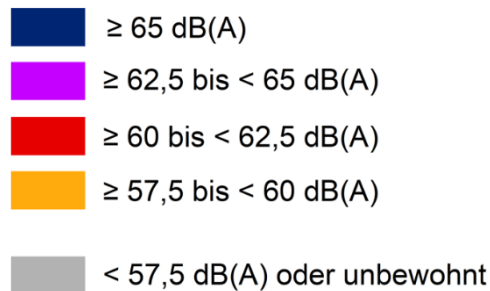 ≥ 65 dB(A)
≥ 62,5 bis < 65 dB(A)
≥ 60 bis < 62,5 dB(A)
≥ 57,5 bis < 60 dB(A)
< 57,5 dB(A) oder unbewohnt